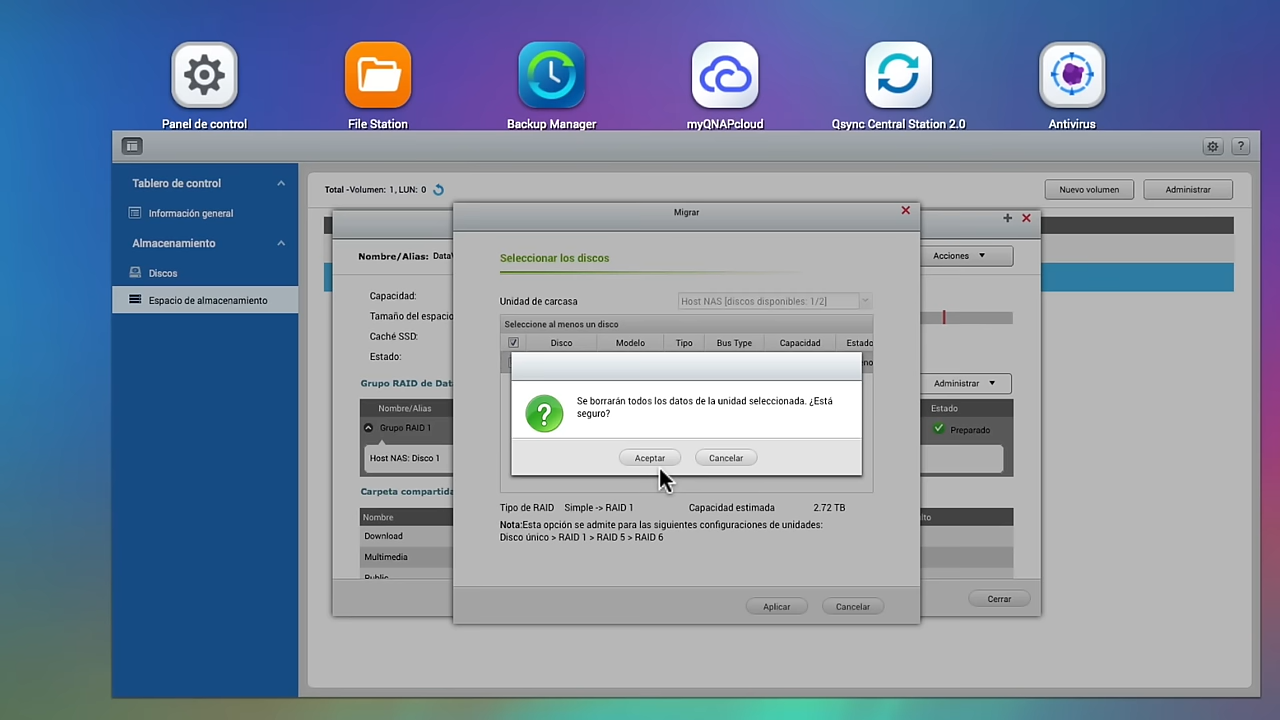 Panel de control
File Station
Backup Manager
myQNAPcloud
Qsync Central Station 2.0
Antivirus
?
Tablero de control
Información general
Almacenamiento
Discos
Espacio de almacenamiento
Total -Volumen: 1, LUN: 0
Nuevo volumen
Administrar
Migrar
Nombre/Alias:
Acciones
Capacidad:
Tamaño del espacio
Caché SSD:
Estado:
Grupo RAID de
Administrar
Nombre/Alias
Estado
Grupo RAID 1
Preparado
Host NAS: Disco 1
Carpeta compartida
Nombre
Download
Multimedia
Public
Cerrar
Seleccionar los discos
Unidad de carcasa
Host NAS [discos disponibles: 1/2]
Seleccione al menos un disco
Disco
Modelo
Tipo
Bus Type
Capacidad
Estado
Se borrarán todos los datos de la unidad seleccionada. ¿Está
seguro?
Aceptar
Cancelar
Tipo de RAID Simple -> RAID 1 Capacidad estimada 2.72 TB
Nota:Esta opción se admite para las siguientes configuraciones de unidades:
Disco único > RAID 1 > RAID 5 > RAID 6
Aplicar
Cancelar